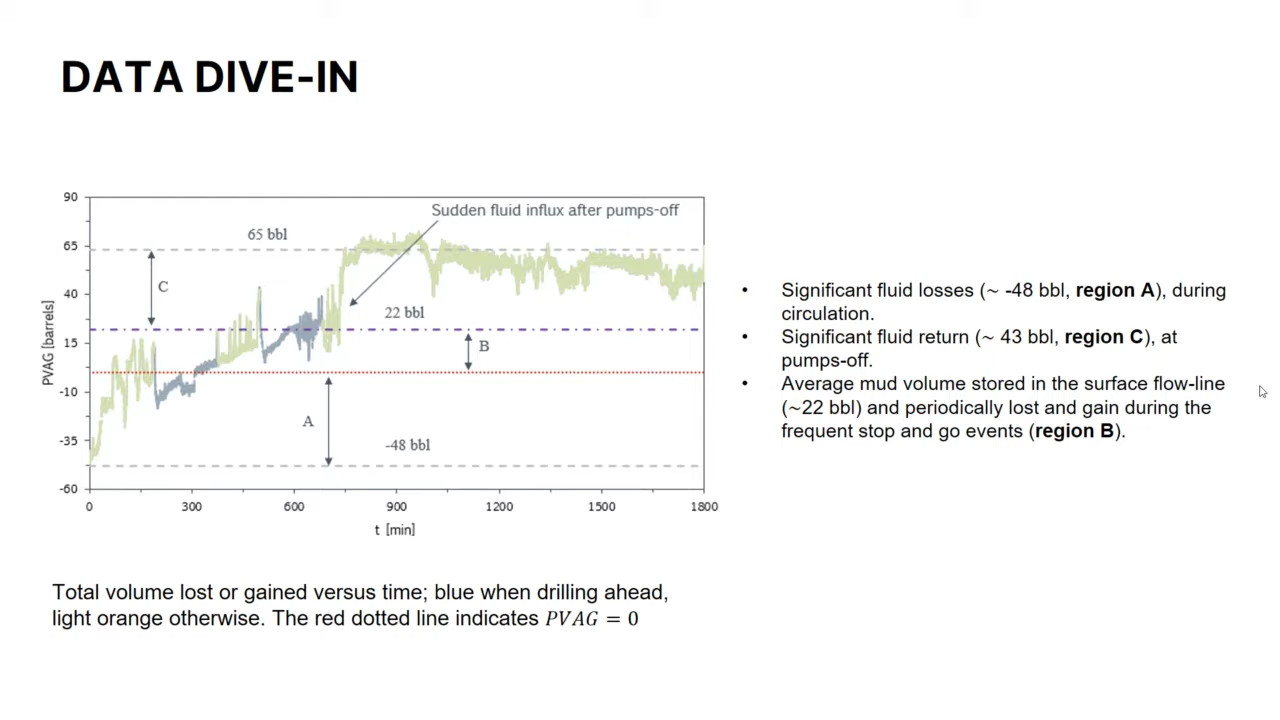 DATA DIVE-IN
90
65
40
15
-10
-35
-60
PVAG [barrels]
0
300
600
900
1200
1500
1800
t [min]
Sudden fluid influx after pumps-off
65 bbl
C
22 bbl
B
A
-48 bbl
• Significant fluid losses (~ -48 bbl, region A), during
circulation.
• Significant fluid return (~ 43 bbl, region C), at
pumps-off.
• Average mud volume stored in the surface flow-line
(~22 bbl) and periodically lost and gain during the
frequent stop and go events (region B).
Total volume lost or gained versus time; blue when drilling ahead,
light orange otherwise. The red dotted line indicates PVAG = 0